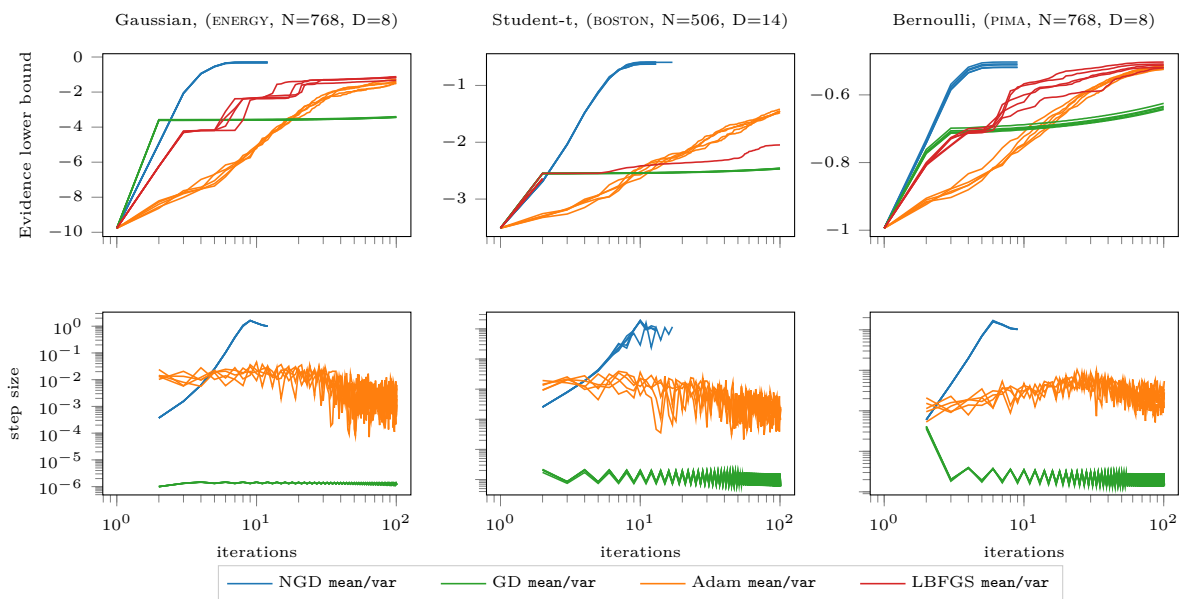 Gaussian, (ENERGY, N=768, D=8)
Student-t, (BOSTON, N=506, D=14)
Bernoulli, (PIMA, N=768, D=8)
Evidence lower bound
0
−2
−4
−6
−8
−10
−1
−2
−3
−0.6
−0.8
−1
step size
10^0
10^−1
10^−2
10^−3
10^−4
10^−5
10^−6
10^0 10^1 10^2
10^0 10^1 10^2
10^0 10^1 10^2
iterations
iterations
iterations
NGD mean/var GD mean/var Adam mean/var LBFGS mean/var